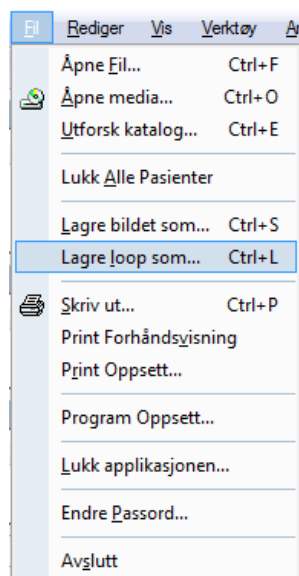 Fil Rediger Vis Verktøy
Åpne Fil... Ctrl+F
Åpne media... Ctrl+O
Utforsk katalog... Ctrl+E
Lukk Alle Pasienter
Lagre bildet som... Ctrl+S
Lagre loop som... Ctrl+L
Skriv ut... Ctrl+P
Print Forhåndsvisning
Print Oppsett...
Program Oppsett...
Lukk applikasjonen...
Endre Passord...
Avslutt